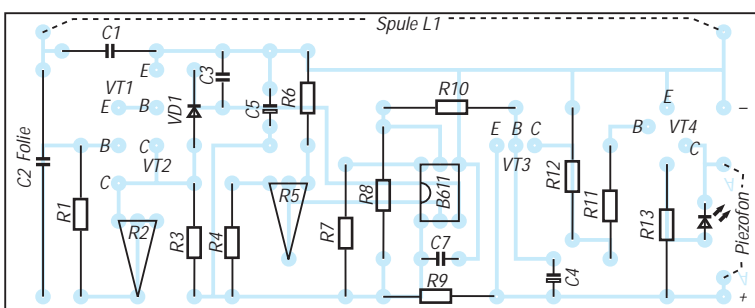 Spule L1
C1
E
VT1
E B
VD1
C3
C5
R6
R10
E
B VT4
C
C2 Folie
R1
B C
VT2
C
R2
R3
R4
R5
R7
R8
B611
E B C
VT3
R12
R11
R13
C7
R9
C4
Piezofon
−
+